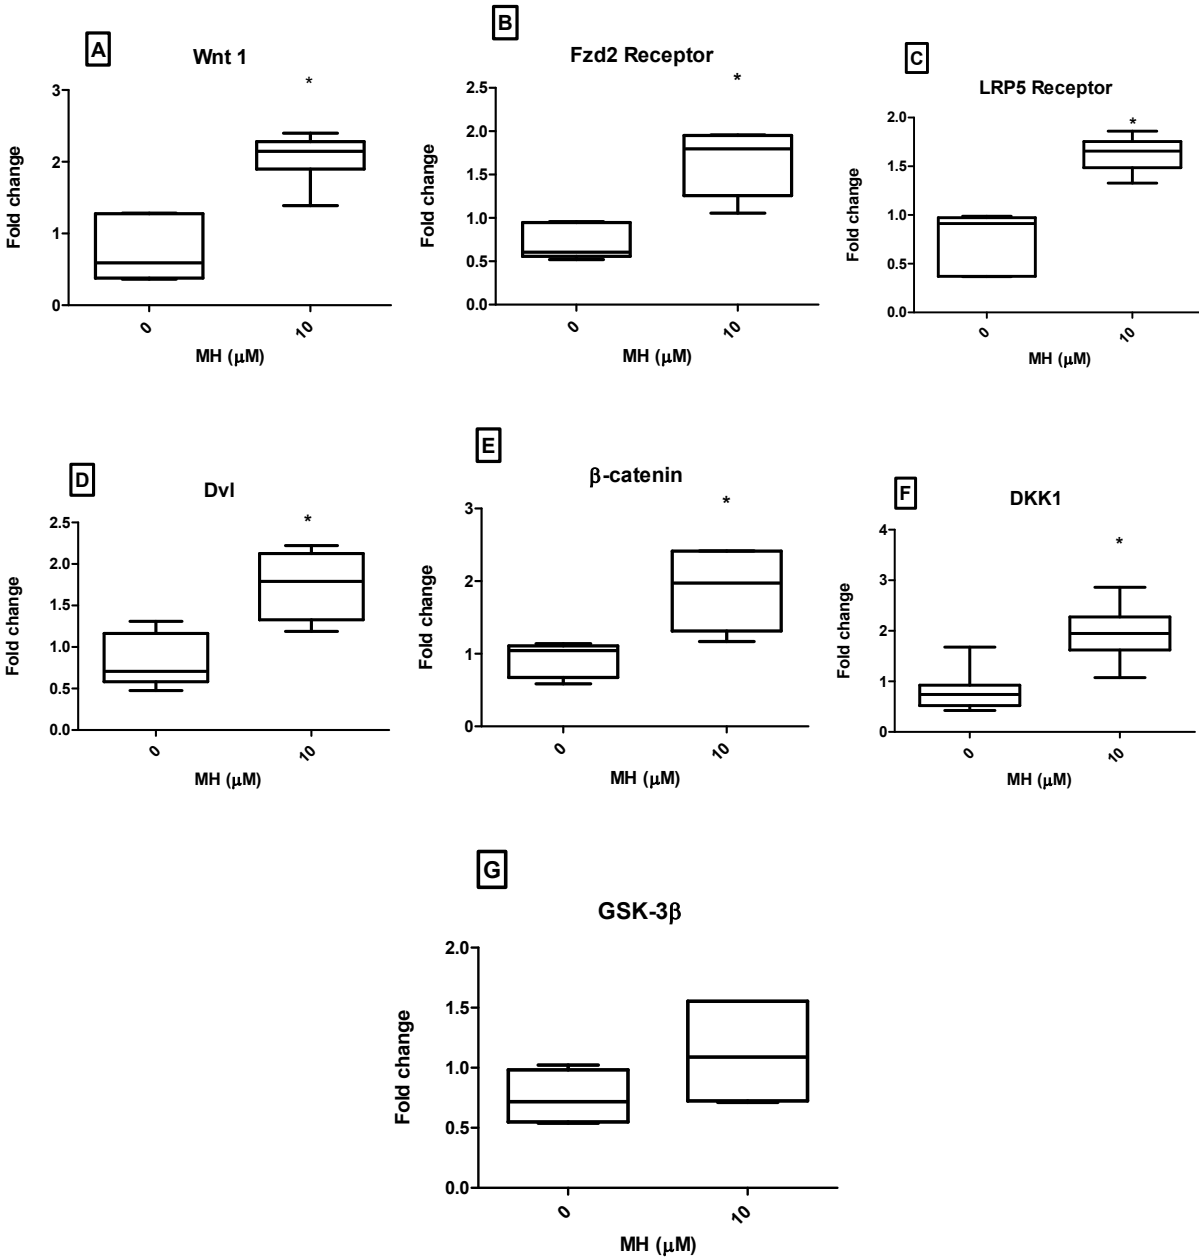 A
Wnt 1
*
3
2
1
0
Fold change
0
10
MH (μM)
B
Fzd2 Receptor
*
2.5
2.0
1.5
1.0
0.5
0.0
Fold change
0
10
MH (μM)
C
LRP5 Receptor
*
2.0
1.5
1.0
0.5
0.0
Fold change
0
10
MH (μM)
D
Dvl
*
2.5
2.0
1.5
1.0
0.5
0.0
Fold change
0
10
MH (μM)
E
β-catenin
*
3
2
1
0
Fold change
0
10
MH (μM)
F
DKK1
*
4
3
2
1
0
Fold change
0
10
MH (μM)
G
GSK-3β
2.0
1.5
1.0
0.5
0.0
Fold change
0
10
MH (μM)